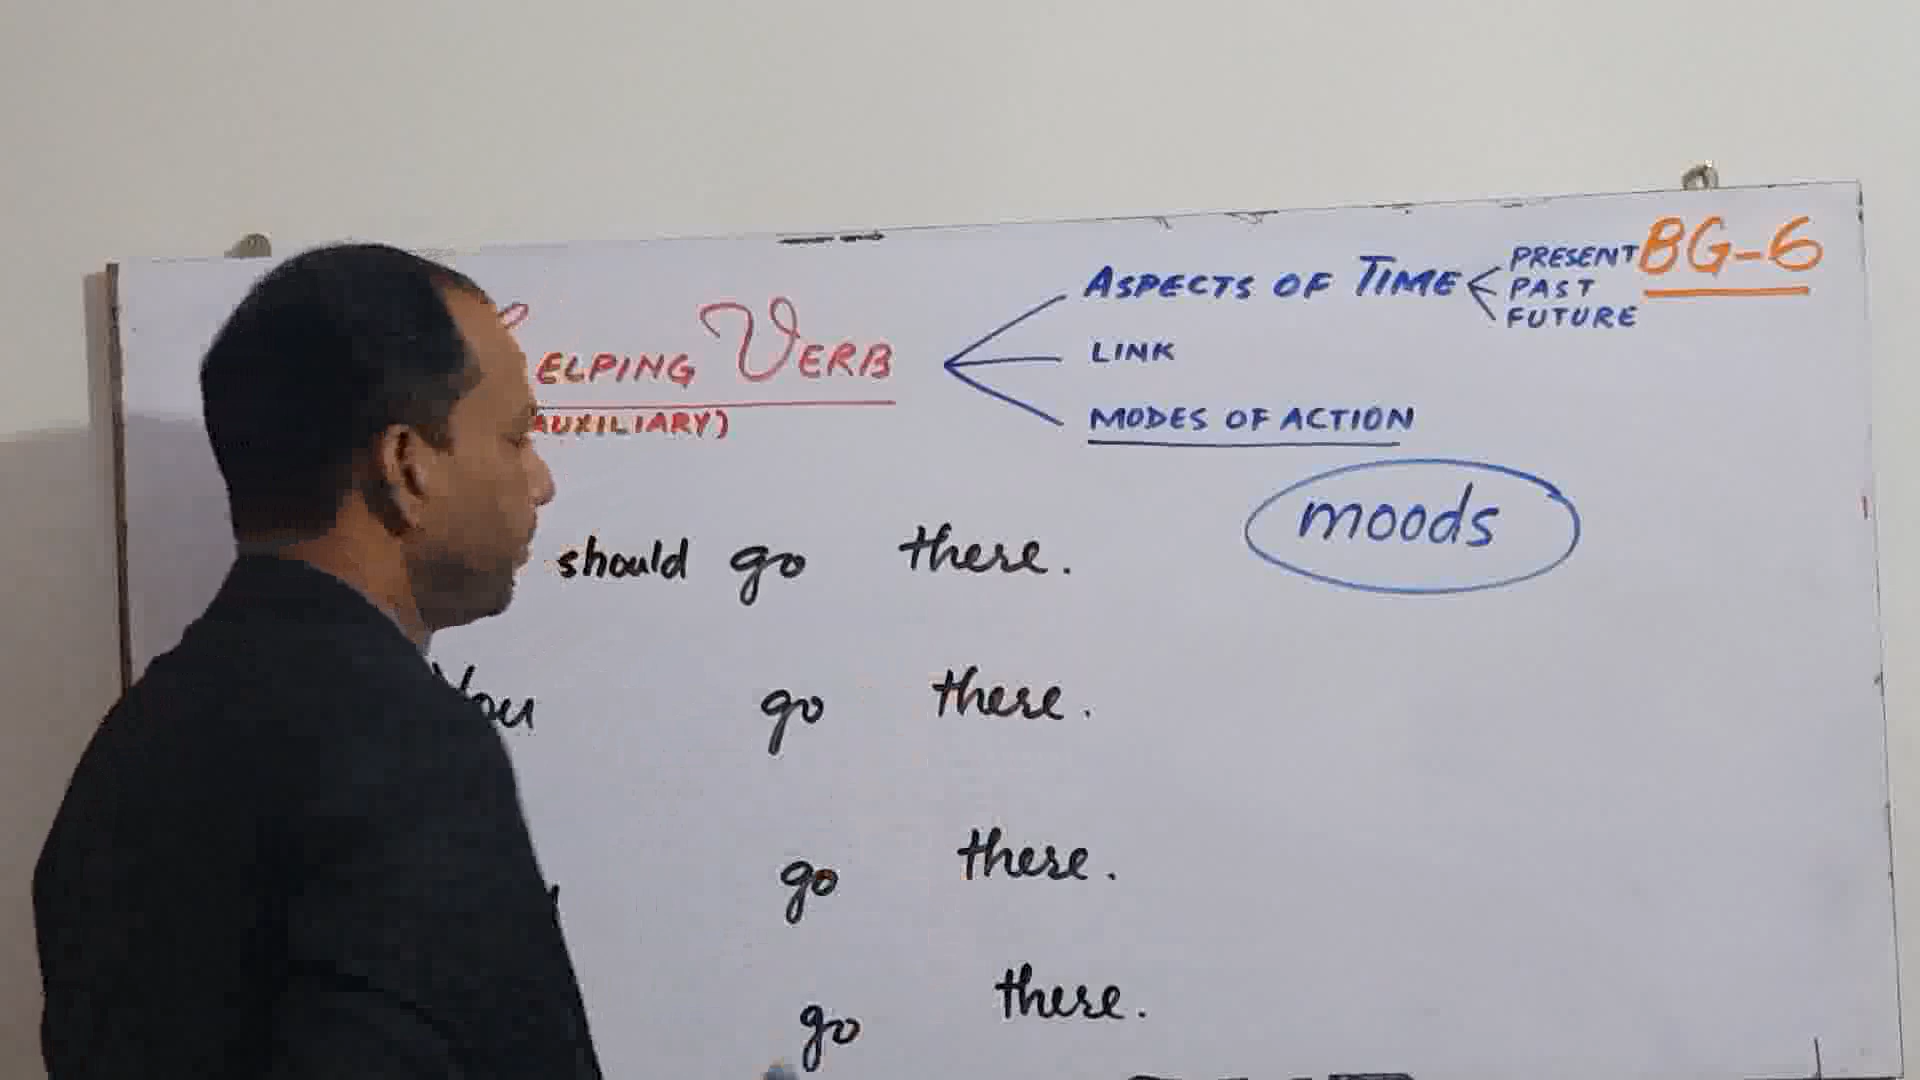 ASPECTS OF TIME PRESENT BG-6
PAST
FUTURE
ELPING VERB
LINK
AUXILIARY)
MODES OF ACTION
moods
should go there.
You go there.
go there.
go there.